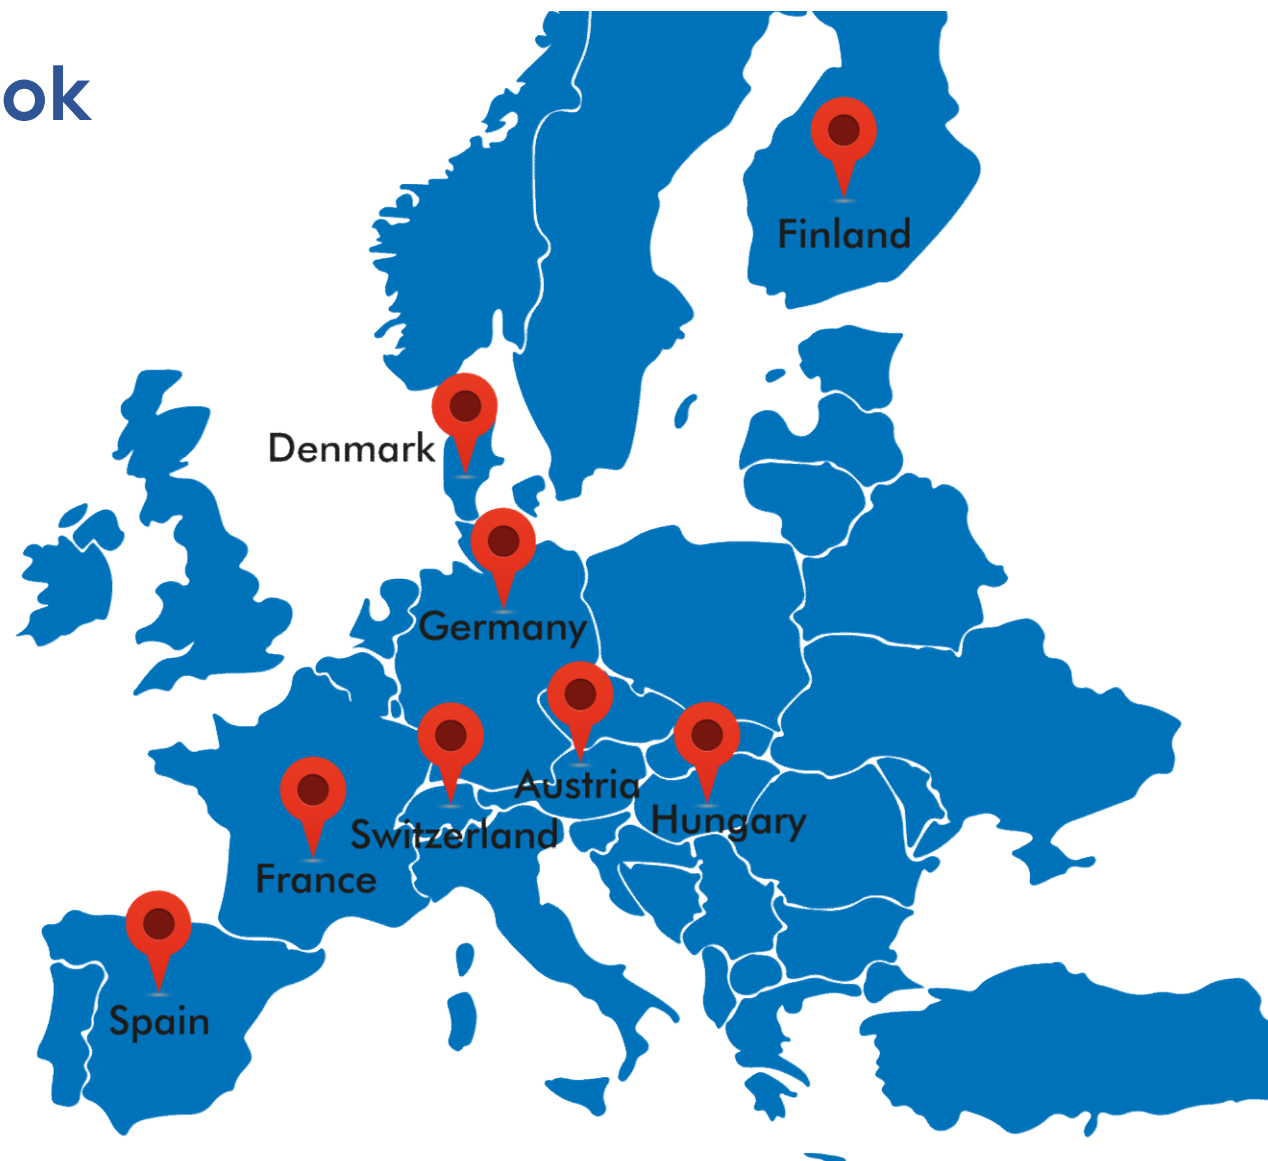 ok
Finland
Denmark
Germany
Austria
Hungary
Switzerland
France
Spain